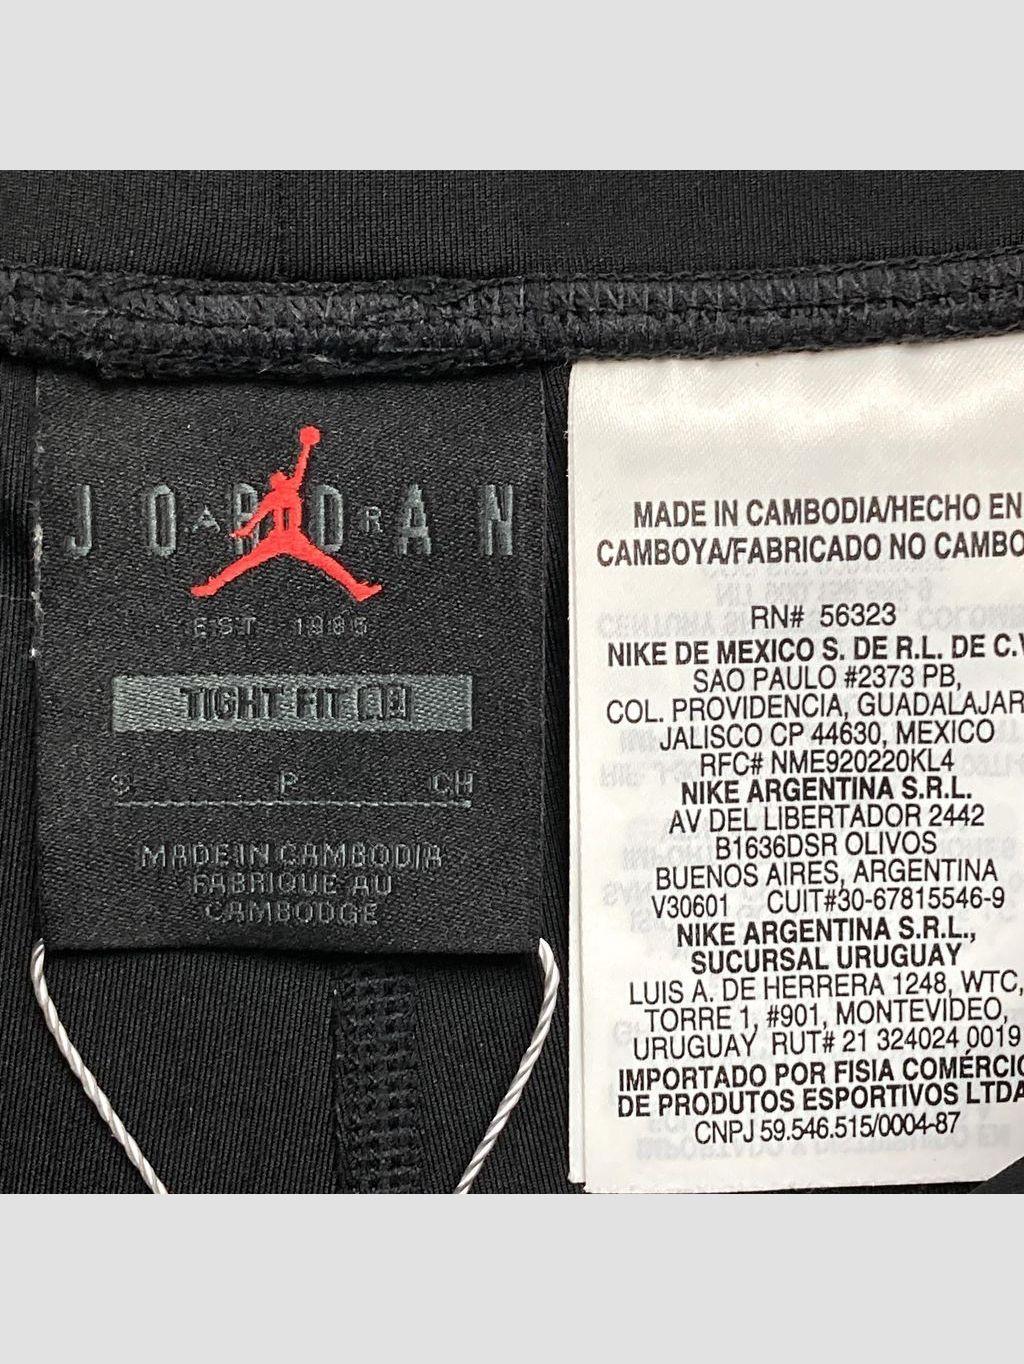 JORDAN
AIR
EST 1985
TIGHT FIT
S P CH
MADE IN CAMBODIA
FABRIQUE AU
CAMBODGE
MADE IN CAMBODIA/HECHO EN
CAMBOYA/FABRICADO NO CAMBO
RN# 56323
NIKE DE MEXICO S. DE R.L. DE C.V
SAO PAULO #2373 PB,
COL. PROVIDENCIA, GUADALAJAR
JALISCO CP 44630, MEXICO
RFC# NME920220KL4
NIKE ARGENTINA S.R.L.
AV DEL LIBERTADOR 2442
B1636DSR OLIVOS
BUENOS AIRES, ARGENTINA
V30601 CUIT#30-67815546-9
NIKE ARGENTINA S.R.L.,
SUCURSAL URUGUAY
LUIS A. DE HERRERA 1248, WTC,
TORRE 1, #901, MONTEVIDEO,
URUGUAY RUT# 21 324024 0019
IMPORTADO POR FISIA COMÉRCIO
DE PRODUTOS ESPORTIVOS LTDA
CNPJ 59.546.515/0004-87